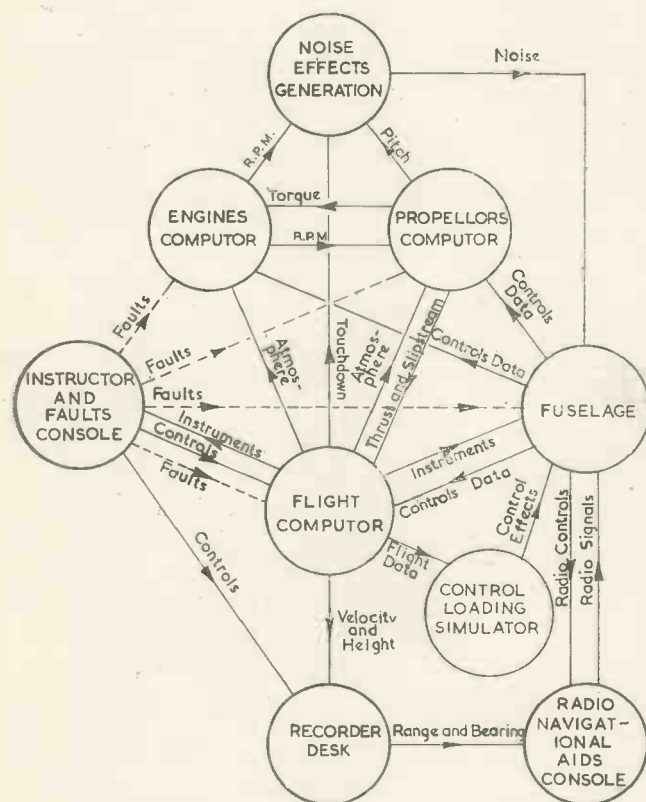 NOISE
EFFECTS
GENERATION
Noise
R.P.M.
Pitch
ENGINES
COMPUTOR
Torque
R.P.M
PROPELLORS
COMPUTOR
Faults
Faults
Faults
Atmos-
phere
Touchdown
Atmos-
phere
Thrust and Slipstream
Controls Data
Controls
Data
INSTRUCTOR
AND
FAULTS
CONSOLE
Instruments
Controls
Faults
FUSELAGE
FLIGHT
COMPUTOR
Instruments
Controls Data
Flight
Data
Control
Effects
Radio Controls
Radio Signals
CONTROL
LOADING
SIMULATOR
Controls
Velocity
and
Height
RECORDER
DESK
Range and Bearing
RADIO
NAVIGAT-
IONAL
AIDS
CONSOLE